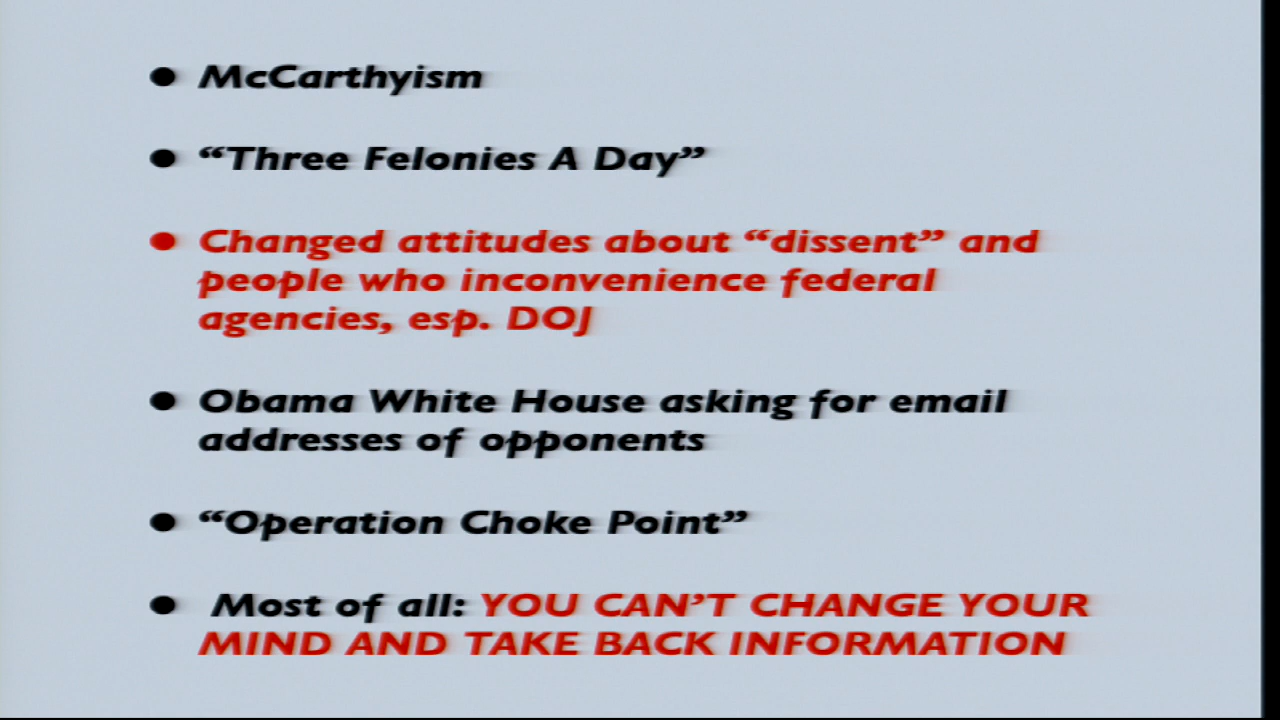 • McCarthyism
• “Three Felonies A Day”
• Changed attitudes about “dissent” and
people who inconvenience federal
agencies, esp. DOJ
• Obama White House asking for email
addresses of opponents
• “Operation Choke Point”
• Most of all: YOU CAN’T CHANGE YOUR
MIND AND TAKE BACK INFORMATION